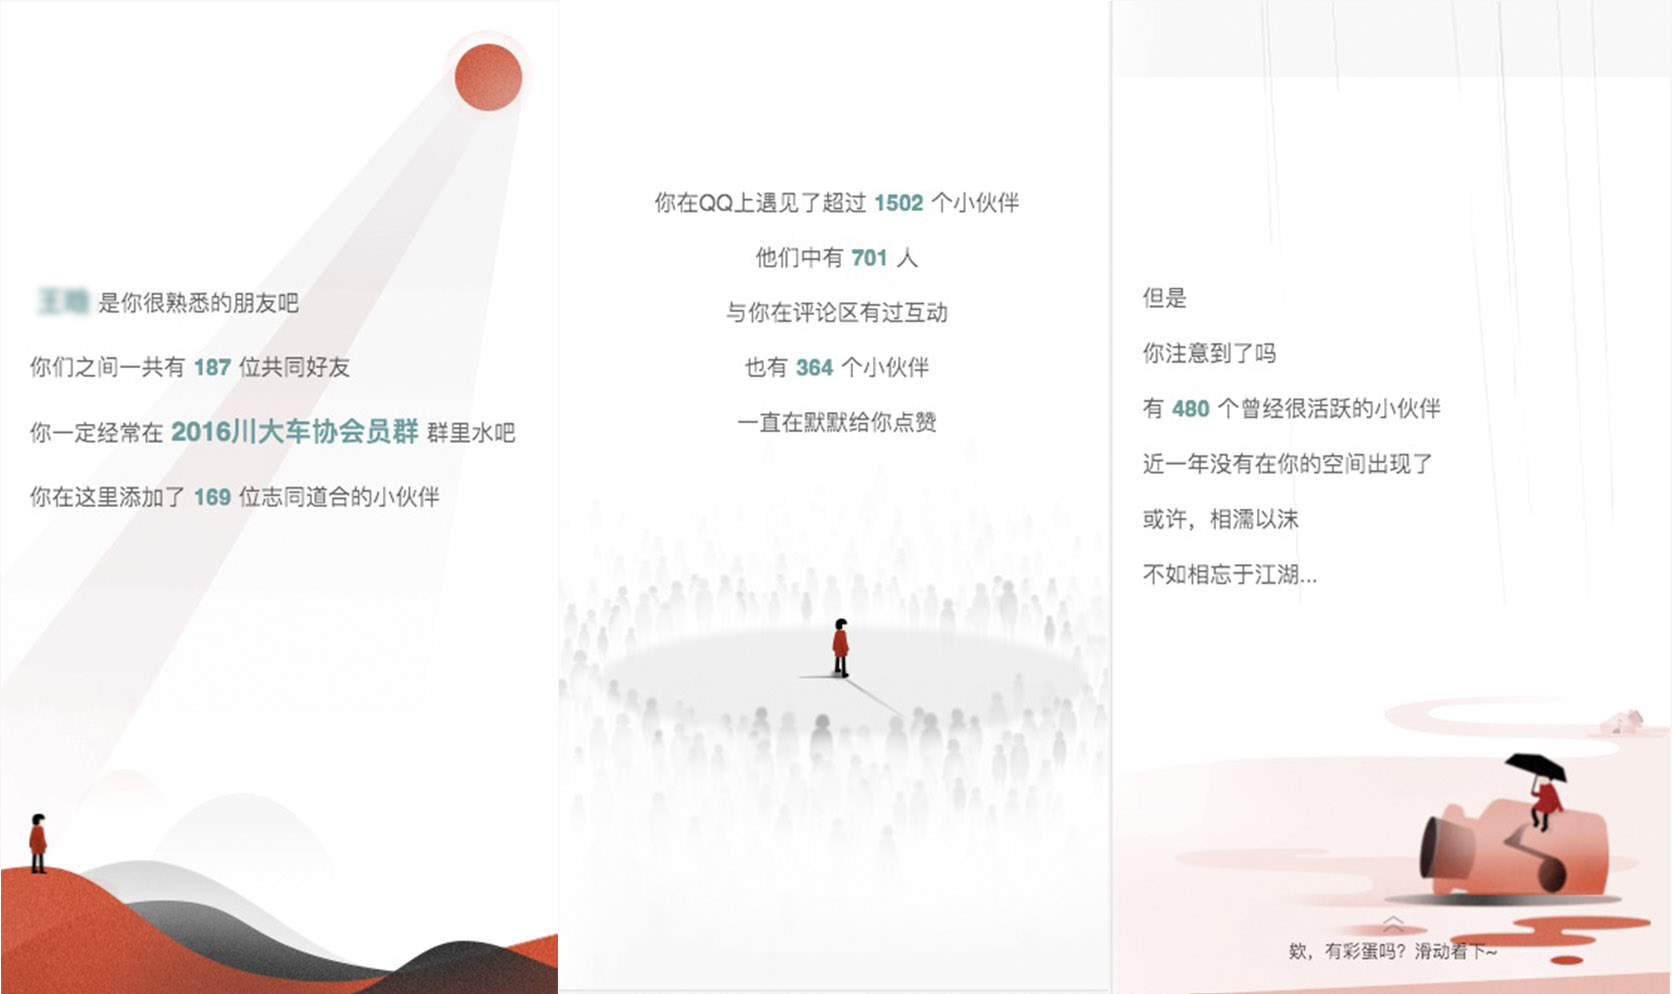 是你很熟悉的朋友吧
你们之间一共有 187 位共同好友
你一定经常在 2016川大车协会员群 群里水吧
你在这里添加了 169 位志同道合的小伙伴
你在QQ上遇见了超过 1502 个小伙伴
他们中有 701 人
与你在评论区有过互动
也有 364 个小伙伴
一直在默默给你点赞
但是
你注意到了吗
有 480 个曾经很活跃的小伙伴
近一年没有在你的空间出现了
或许，相濡以沫
不如相忘于江湖...
欸，有彩蛋吗？滑动看下~